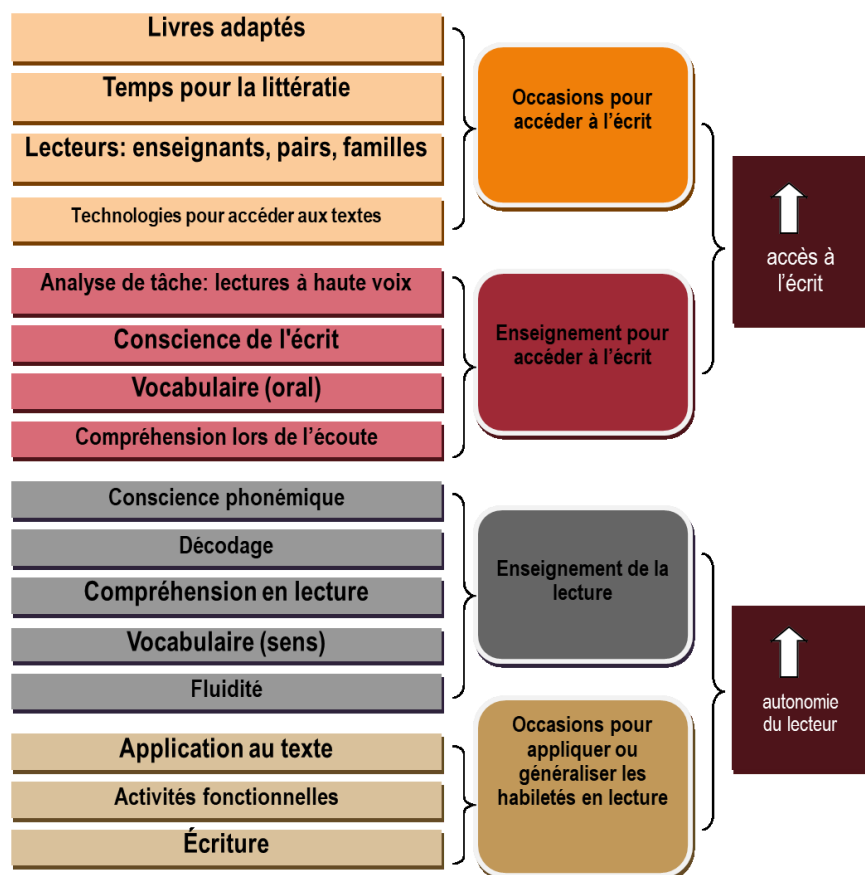 Livres adaptés
Temps pour la littératie
Lecteurs: enseignants, pairs, familles
Technologies pour accéder aux textes
Occasions pour
accéder à l'écrit
Analyse de tâche: lectures à haute voix
Conscience de l'écrit
Vocabulaire (oral)
Compréhension lors de l'écoute
Enseignement pour
accéder à l'écrit
accès à
l'écrit
Conscience phonémique
Décodage
Compréhension en lecture
Vocabulaire (sens)
Fluidité
Enseignement de la
lecture
Application au texte
Activités fonctionnelles
Écriture
Occasions pour
appliquer ou
généraliser les
habiletés en lecture
autonomie
du lecteur